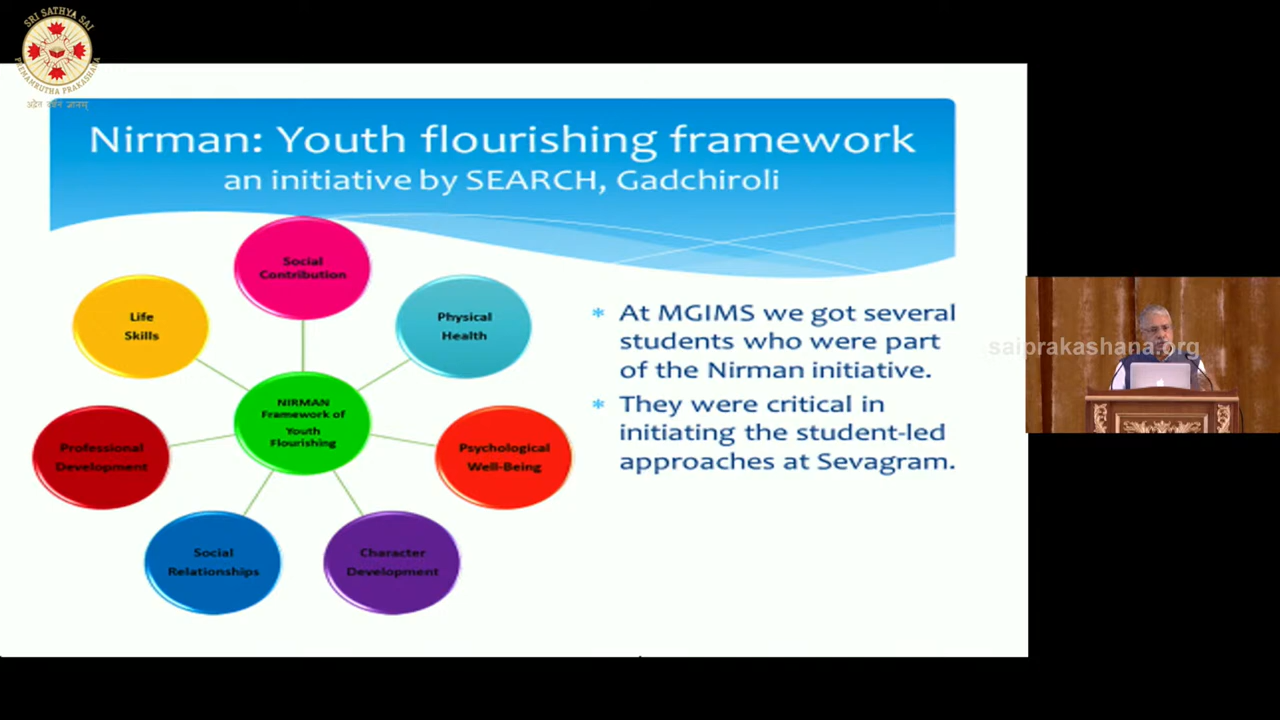 SRI SATHYA SAI
PREMAMRUTHA PRAKASHANA
Nirman: Youth flourishing framework
an initiative by SEARCH, Gadchiroli
Social
Contribution
Life
Skills
Physical
Health
NIRMAN
Framework of
Youth
Flourishing
Professional
Development
Psychological
Well-Being
Social
Relationships
Character
Development
* At MGIMS we got several
students who were part
of the Nirman initiative.
* They were critical in
initiating the student-led
approaches at Sevagram.
saiprakashana.org